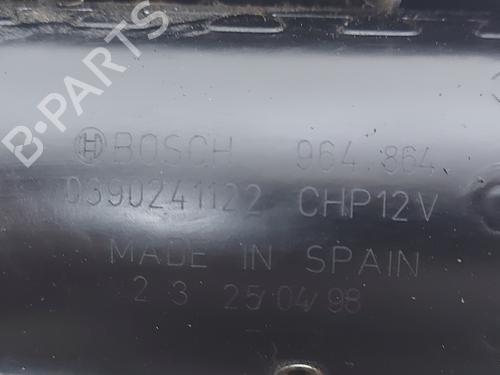 B-PARTS
BOSCH 964.864
0390241122 CHP12V
MADE IN SPAIN
2 3 25/04/98